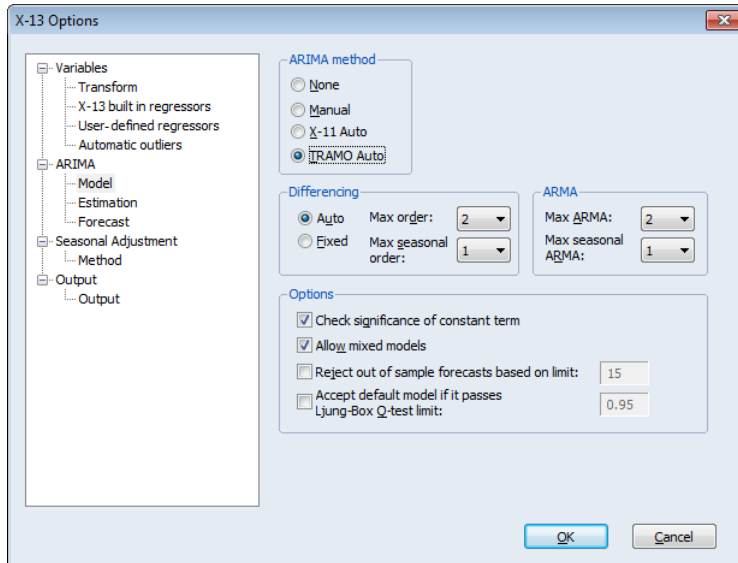 X-13 Options
Variables
Transform
X-13 built in regressors
User-defined regressors
Automatic outliers
ARIMA
Model
Estimation
Forecast
Seasonal Adjustment
Method
Output
Output
ARIMA method
None
Manual
X-11 Auto
TRAMO Auto
Differencing
Auto
Fixed
Max order:
2
Max seasonal
order:
1
ARMA
Max ARMA:
2
Max seasonal
ARMA:
1
Options
Check significance of constant term
Allow mixed models
Reject out of sample forecasts based on limit:
15
Accept default model if it passes
Ljung-Box Q-test limit:
0.95
OK
Cancel